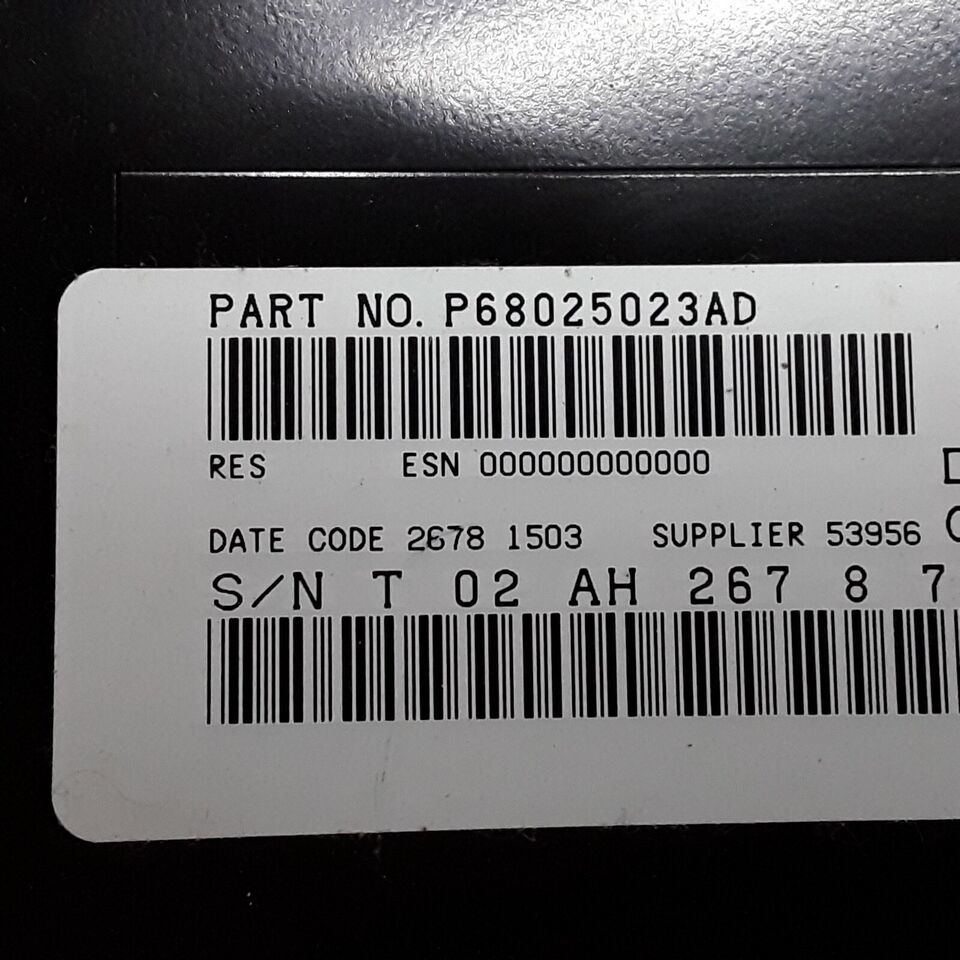 PART NO. P68025023AD
RES ESN 000000000000
DATE CODE 2678 1503 SUPPLIER 53956
S/N T 02 AH 267 8 7